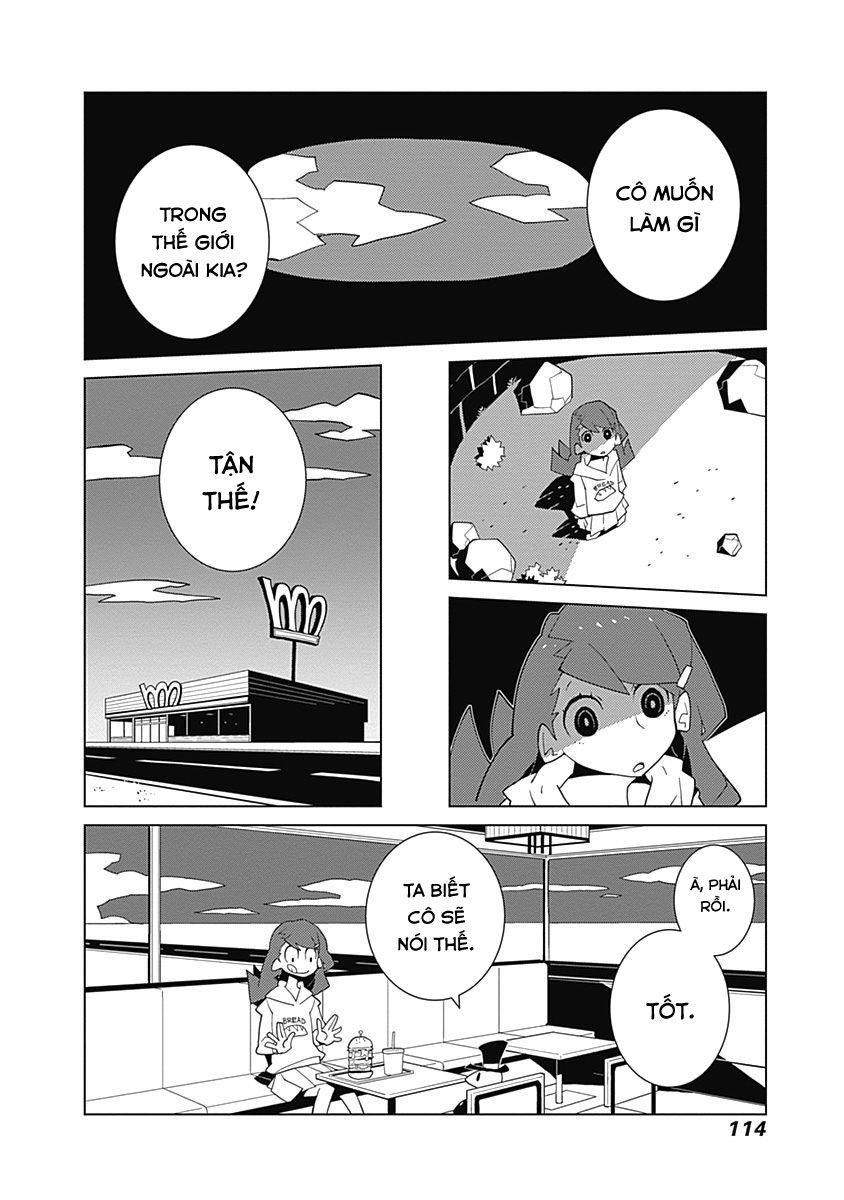 CÔ MUỐN
LÀM GÌ
TRONG
THẾ GIỚI
NGOÀI KIA?
BREAD
TẬN
THẾ!
À, PHẢI
RỒI.
TỐT.
TA BIẾT
CÔ SẼ
NÓI THẾ.
BREAD
114